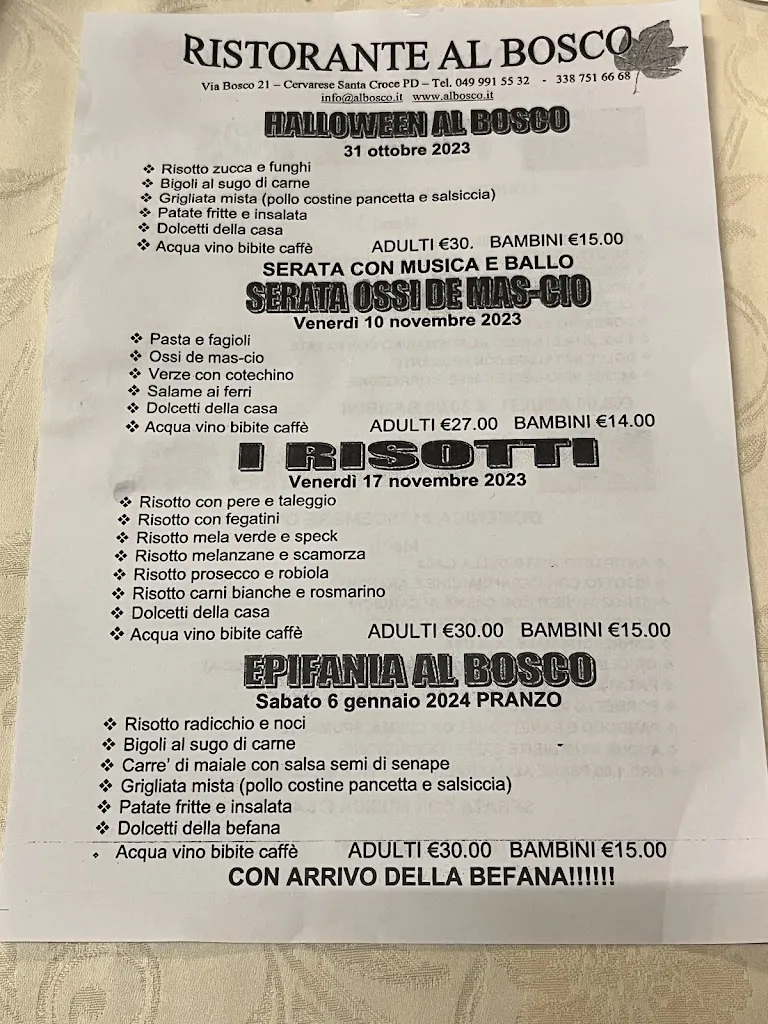 RISTORANTE AL BOSCO
Via Bosco 21 – Cervarese Santa Croce PD – Tel. 049 991 55 32 - 338 751 66 68
info@albosco.it www.albosco.it
HALLOWEEN AL BOSCO
31 ottobre 2023
❖ Risotto zucca e funghi
❖ Bigoli al sugo di carne
❖ Grigliata mista (pollo costine pancetta e salsiccia)
❖ Patate fritte e insalata
❖ Dolcetti della casa
❖ Acqua vino bibite caffè ADULTI €30. BAMBINI €15.00
SERATA CON MUSICA E BALLO
SERATA OSSI DE MAS-CIO
Venerdì 10 novembre 2023
❖ Pasta e fagioli
❖ Ossi de mas-cio
❖ Verze con cotechino
❖ Salame ai ferri
❖ Dolcetti della casa
❖ Acqua vino bibite caffè ADULTI €27.00 BAMBINI €14.00
I RISOTTI
Venerdì 17 novembre 2023
❖ Risotto con pere e taleggio
❖ Risotto con fegatini
❖ Risotto mela verde e speck
❖ Risotto melanzane e scamorza
❖ Risotto prosecco e robiola
❖ Risotto carni bianche e rosmarino
❖ Dolcetti della casa
❖ Acqua vino bibite caffè ADULTI €30.00 BAMBINI €15.00
EPIFANIA AL BOSCO
Sabato 6 gennaio 2024 PRANZO
❖ Risotto radicchio e noci
❖ Bigoli al sugo di carne
❖ Carre' di maiale con salsa semi di senape
❖ Grigliata mista (pollo costine pancetta e salsiccia)
❖ Patate fritte e insalata
❖ Dolcetti della befana
❖ Acqua vino bibite caffè ADULTI €30.00 BAMBINI €15.00
CON ARRIVO DELLA BEFANA!!!!!!